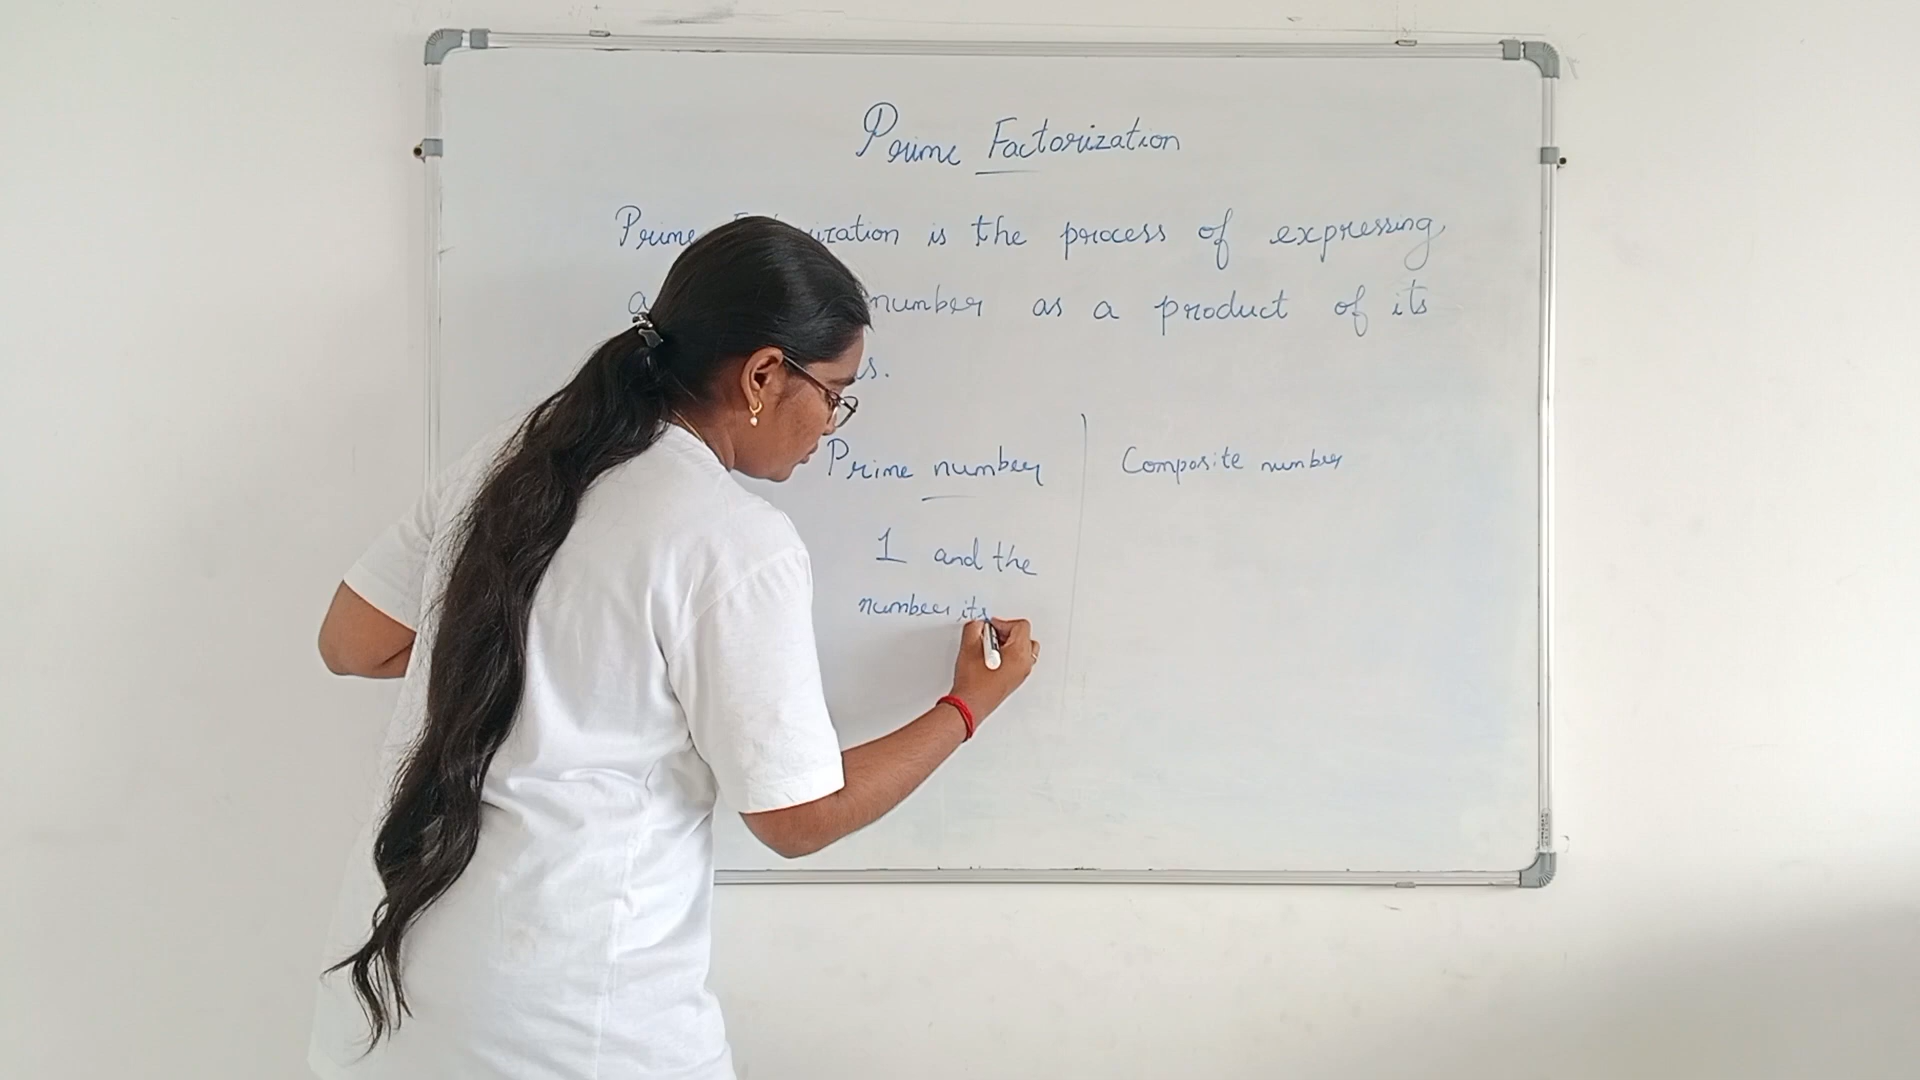 Prime Factorization
Prime is the process of expressing
a number as a product of its
Prime number Composite number
1 and the
number its